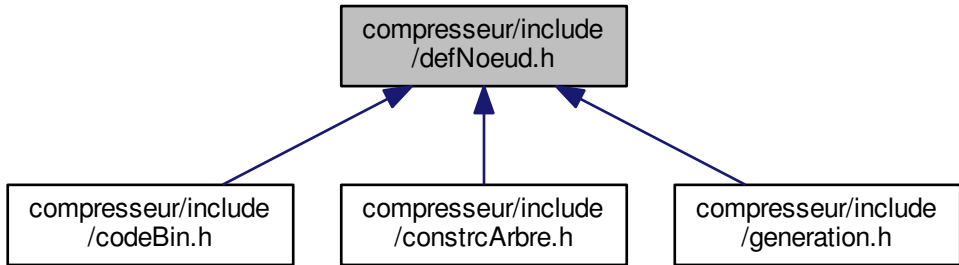 compresseur/include
/defNoeud.h
compresseur/include
/codeBin.h
compresseur/include
/constrcArbre.h
compresseur/include
/generation.h